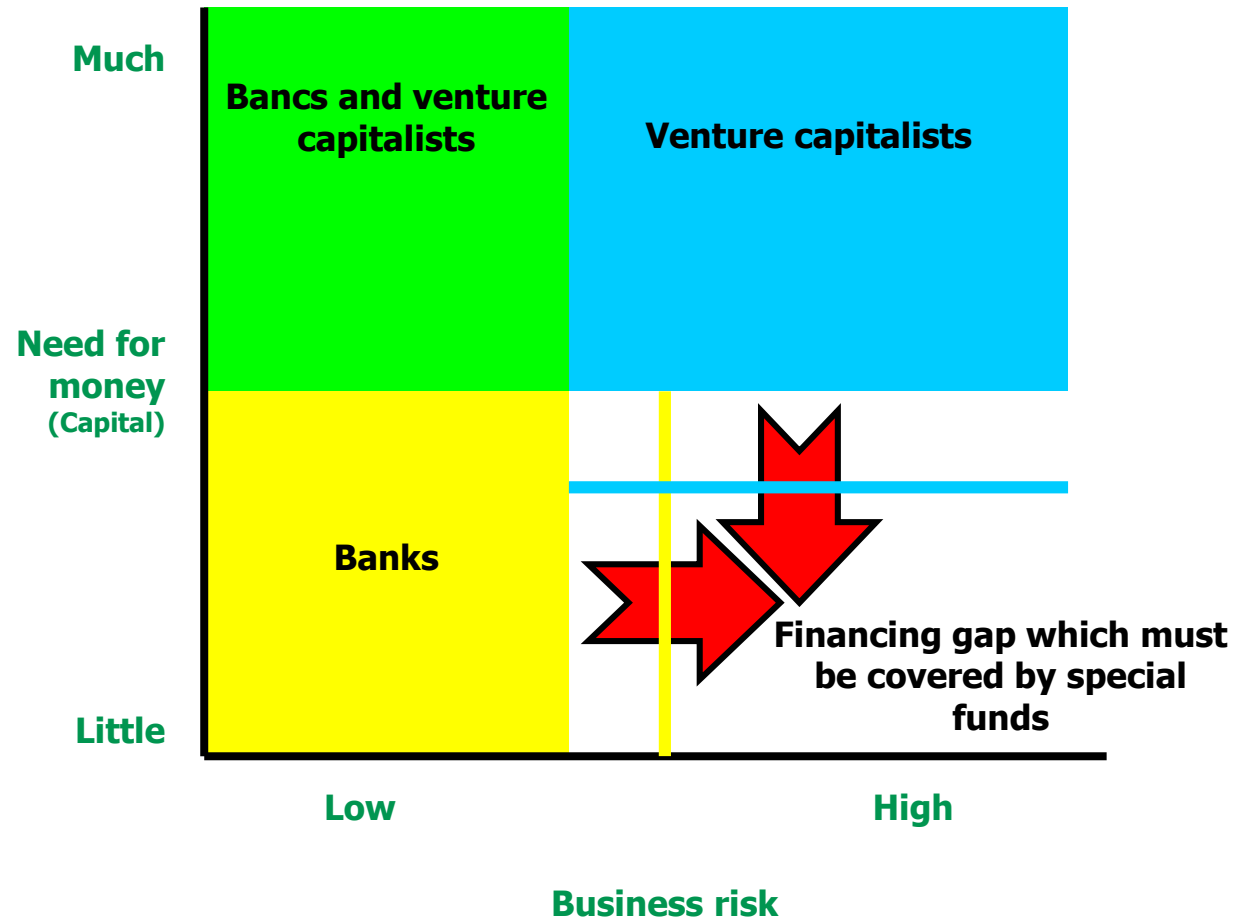 Much
Bancs and venture
capitalists
Venture capitalists
Need for
money
(Capital)
Banks
Financing gap which must
be covered by special
funds
Little
Low
High
Business risk